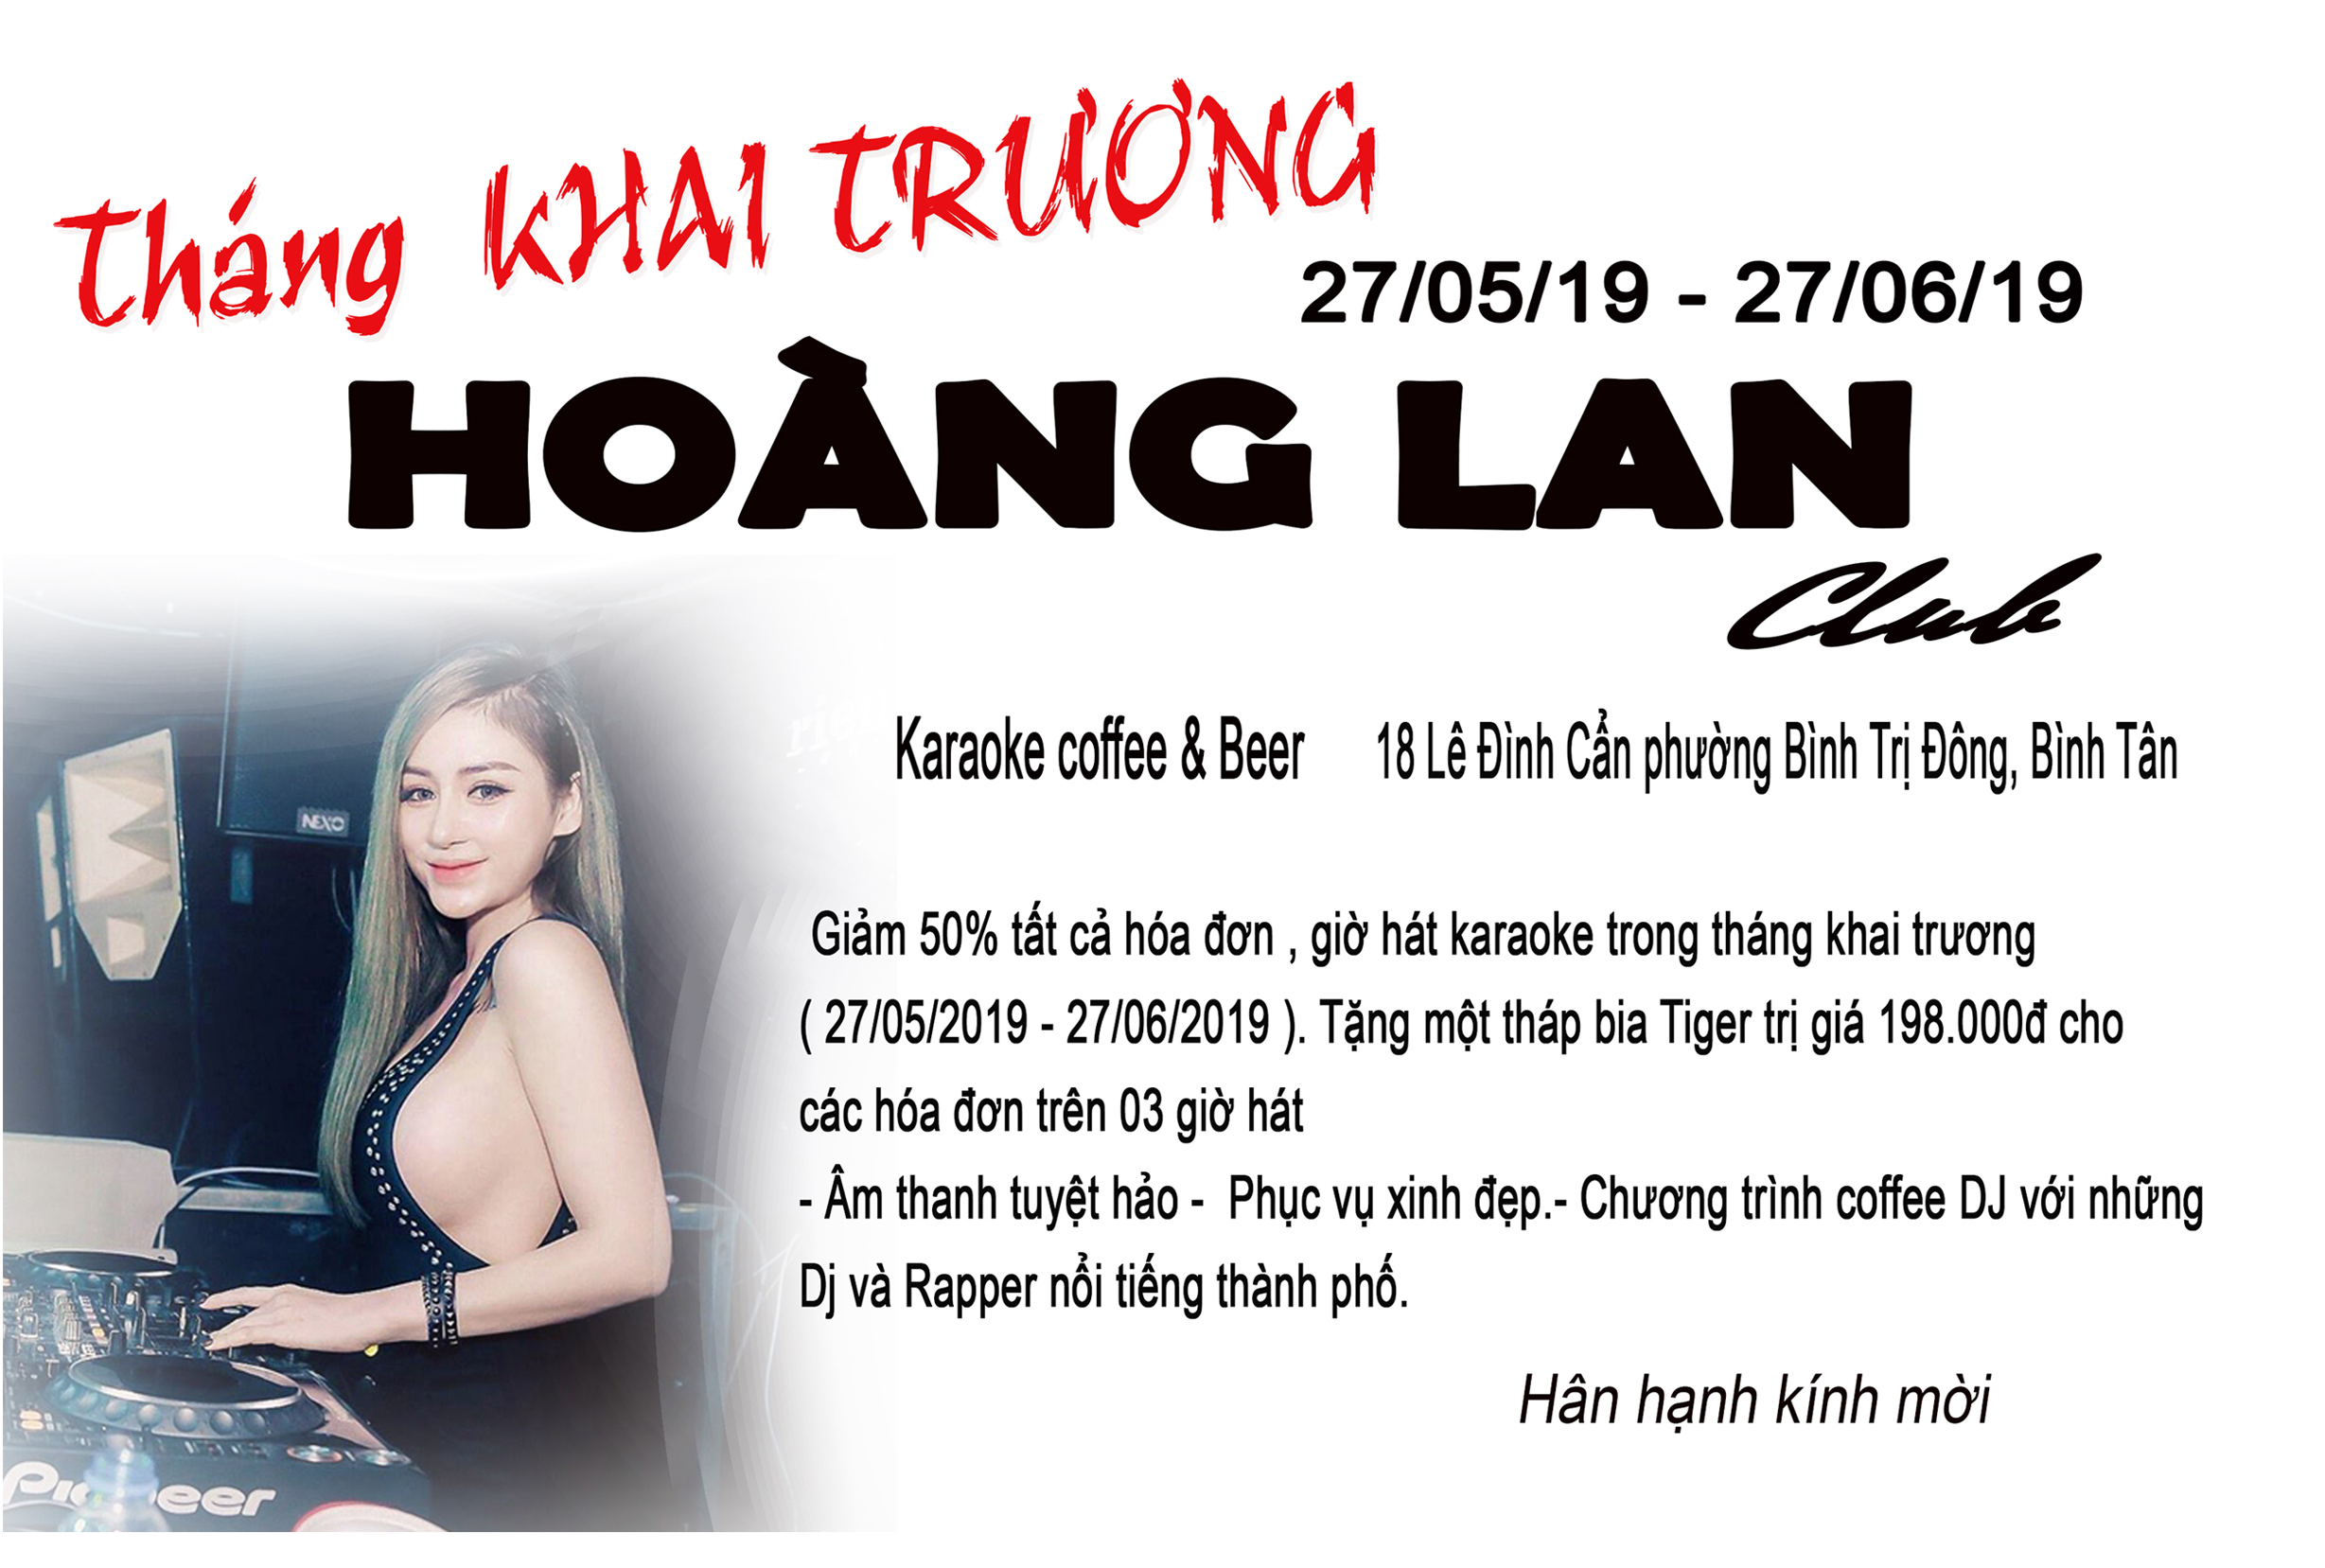 Tháng KHAI TRƯƠNG
27/05/19 - 27/06/19
HOÀNG LAN
Club
Karaoke coffee & Beer 18 Lê Đình Cẩn phường Bình Trị Đông, Bình Tân
Giảm 50% tất cả hóa đơn , giờ hát karaoke trong tháng khai trương
( 27/05/2019 - 27/06/2019 ). Tặng một tháp bia Tiger trị giá 198.000đ cho
các hóa đơn trên 03 giờ hát
- Âm thanh tuyệt hảo - Phục vụ xinh đẹp.- Chương trình coffee DJ với những
Dj và Rapper nổi tiếng thành phố.
Hân hạnh kính mời
NEXO